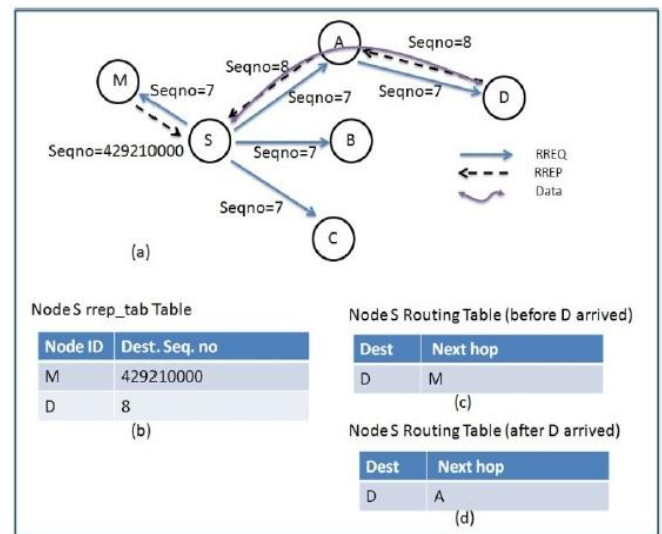 A
Seqno=8
Seqno=8
M
Seqno=7
Seqno=7
Seqno=7
D
S
B
Seqno=429210000
Seqno=7
RREQ
RREP
Data
Seqno=7
C
(a)
Node S rrep_tab Table
Node ID Dest. Seq. no
M 429210000
D 8
(b)
Node S Routing Table (before D arrived)
Dest Next hop
D M
(c)
Node S Routing Table (after D arrived)
Dest Next hop
D A
(d)